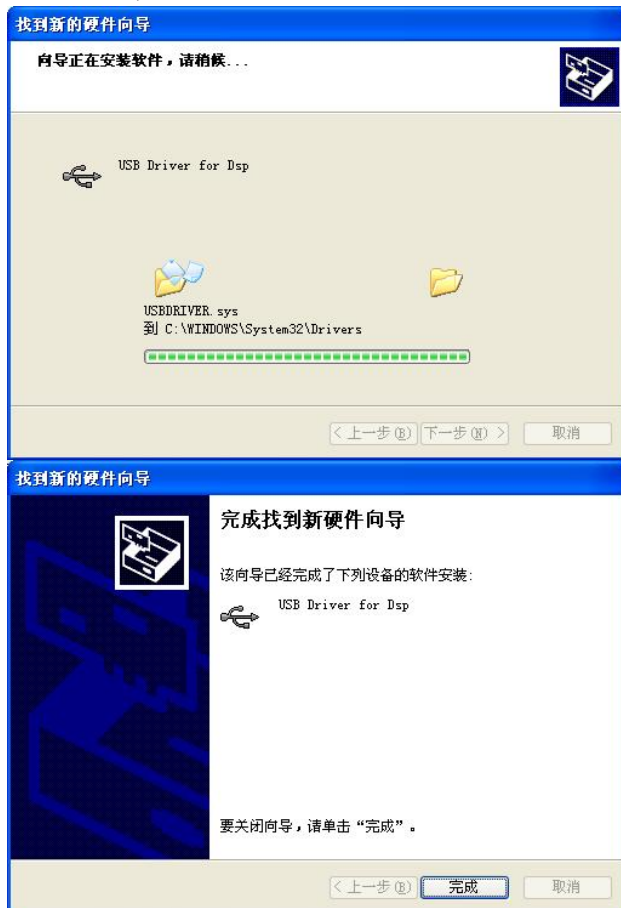 找到新的硬件向导
向导正在安装软件，请稍候...
USB Driver for Dsp
USBDRIVER.sys
到 C:\WINDOWS\System32\Drivers
< 上一步(B) 下一步(N) > 取消
找到新的硬件向导
完成找到新硬件向导
该向导已经完成了下列设备的软件安装:
USB Driver for Dsp
要关闭向导，请单击“完成”。
< 上一步(B) 完成 取消